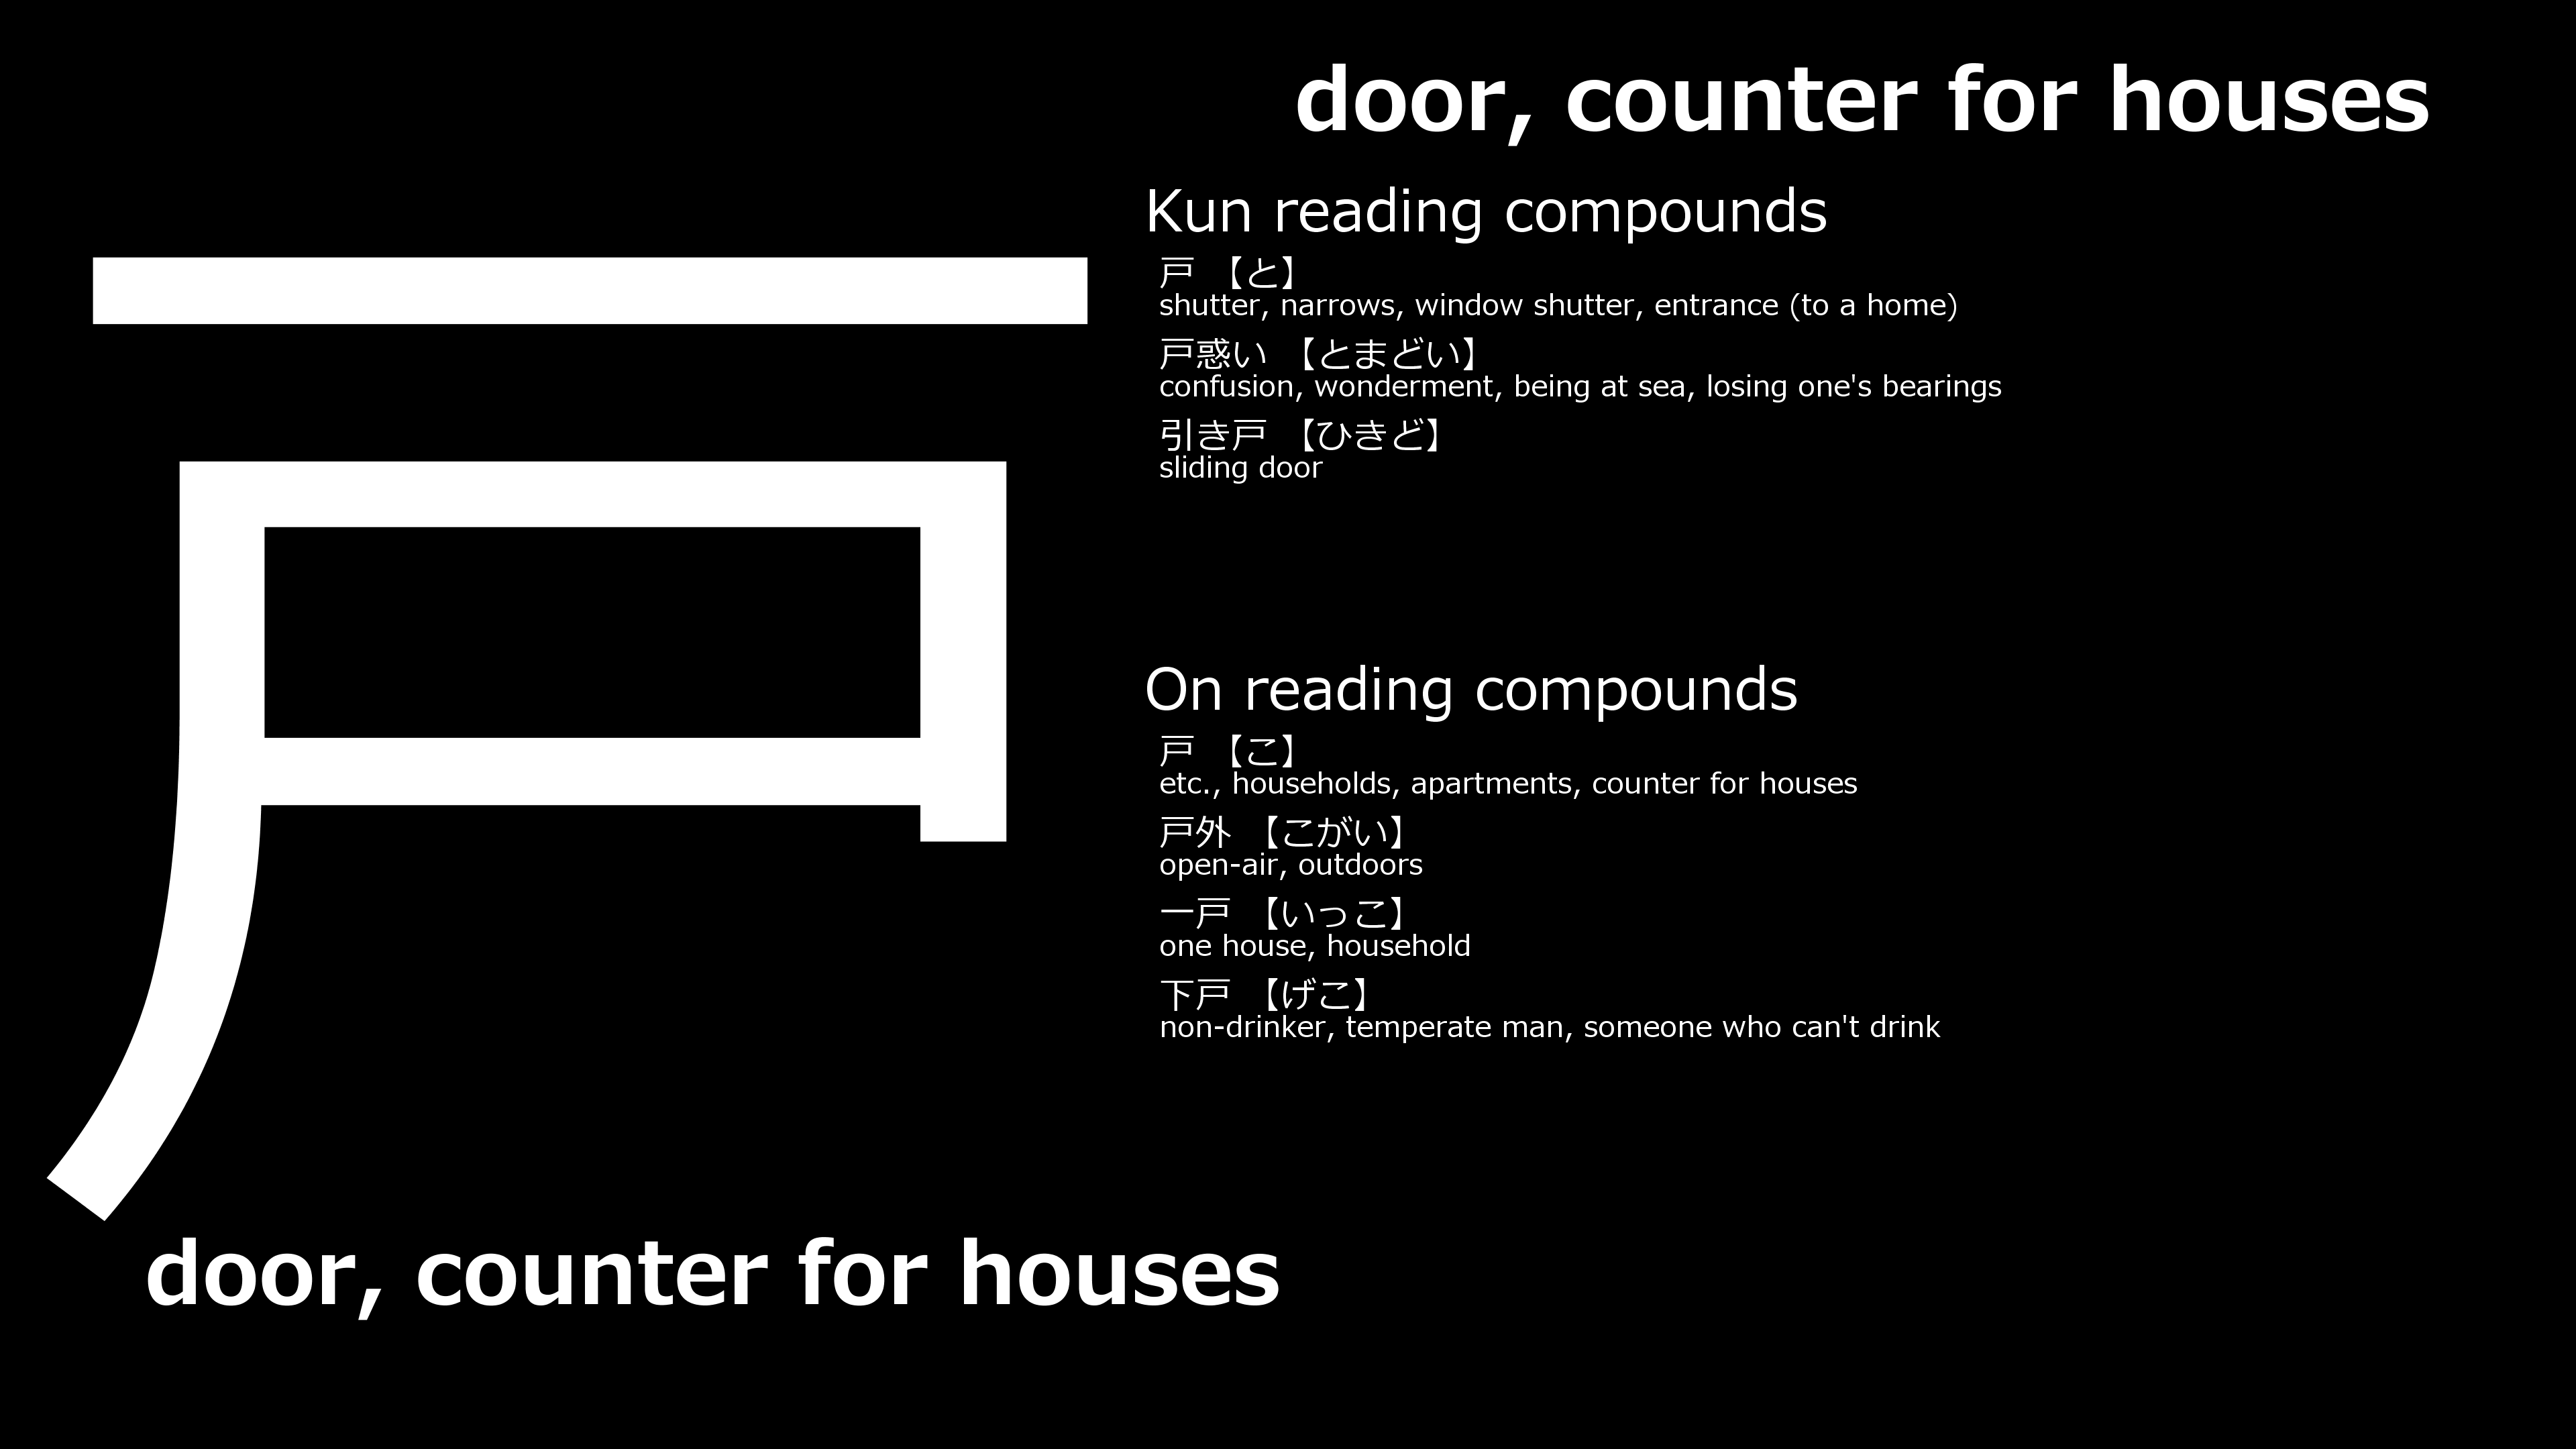 戸
door, counter for houses
door, counter for houses
Kun reading compounds
戸 【と】
shutter, narrows, window shutter, entrance (to a home)
戸惑い 【とまどい】
confusion, wonderment, being at sea, losing one's bearings
引き戸 【ひきど】
sliding door
On reading compounds
戸 【こ】
etc., households, apartments, counter for houses
戸外 【こがい】
open-air, outdoors
一戸 【いっこ】
one house, household
下戸 【げこ】
non-drinker, temperate man, someone who can't drink